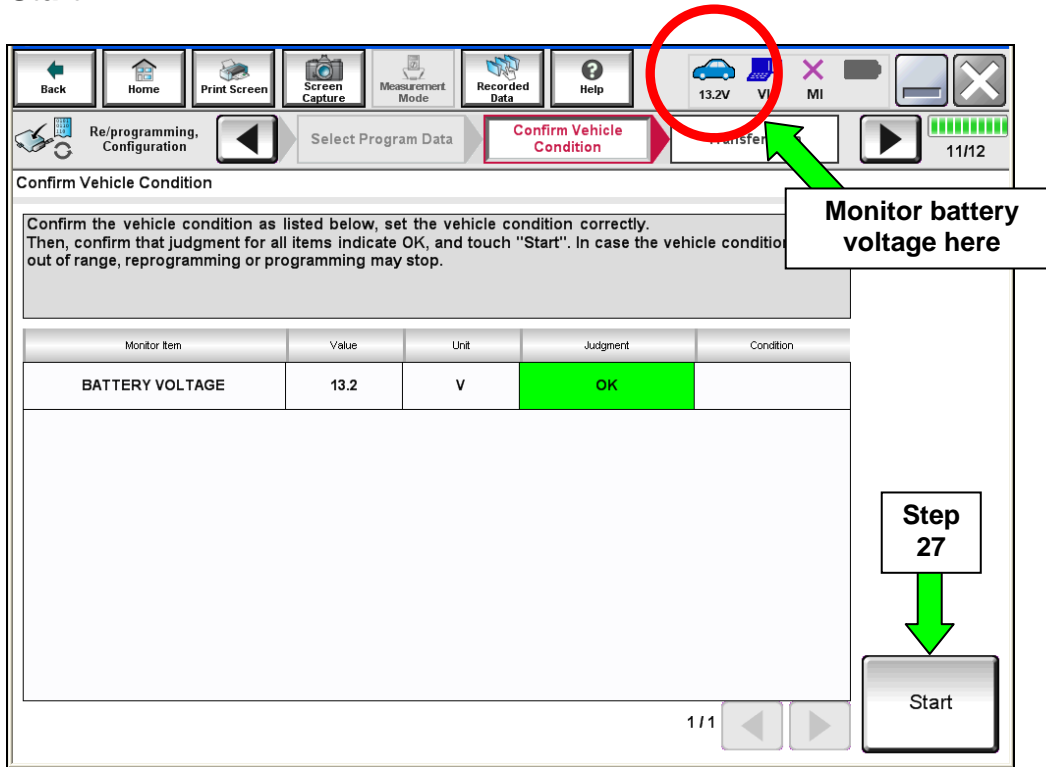 Back
Home
Print Screen
Screen
Capture
Measurement
Mode
Recorded
Data
Help
13.2V
VI
MI
Re/programming,
Configuration
Select Program Data
Confirm Vehicle
Condition
11/12
Confirm Vehicle Condition
Monitor battery
voltage here
Confirm the vehicle condition as listed below, set the vehicle condition correctly.
Then, confirm that judgment for all items indicate OK, and touch "Start". In case the vehicle condition
out of range, reprogramming or programming may stop.
Monitor Item
Value
Unit
Judgment
Condition
BATTERY VOLTAGE
13.2
V
OK
Step
27
Start
1/1